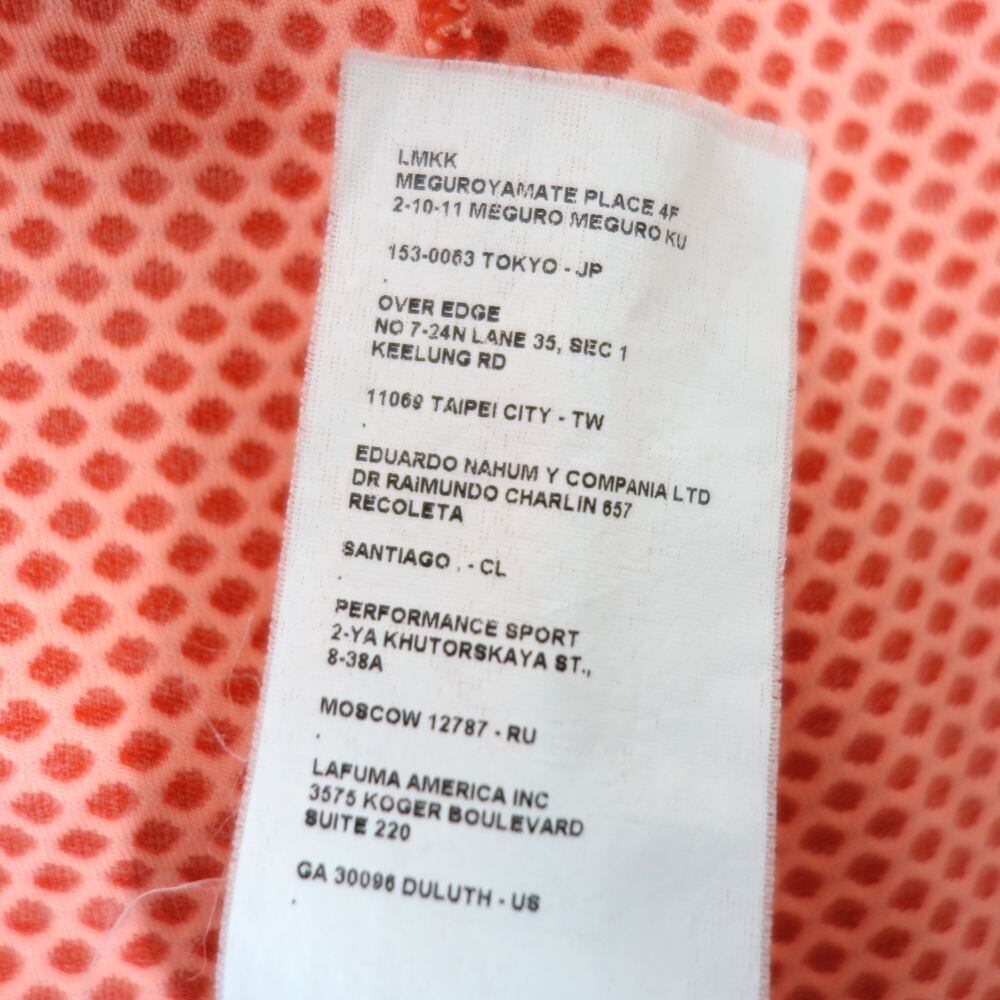 LMKK
MEGUROYAMATE PLACE 4F
2-10-11 MEGURO MEGURO KU
153-0063 TOKYO - JP
.
OVER EDGE
NO 7-24N LANE 35, SEC 1
KEELUNG RD
11069 TAIPEI CITY - TW
.
EDUARDO NAHUM Y COMPANIA LTD
DR RAIMUNDO CHARLIN 657
RECOLETA
SANTIAGO . - CL
.
PERFORMANCE SPORT
2-YA KHUTORSKAYA ST.,
8-38A
MOSCOW 12787 - RU
.
LAFUMA AMERICA INC
3575 KOGER BOULEVARD
SUITE 220
GA 30096 DULUTH - US
.